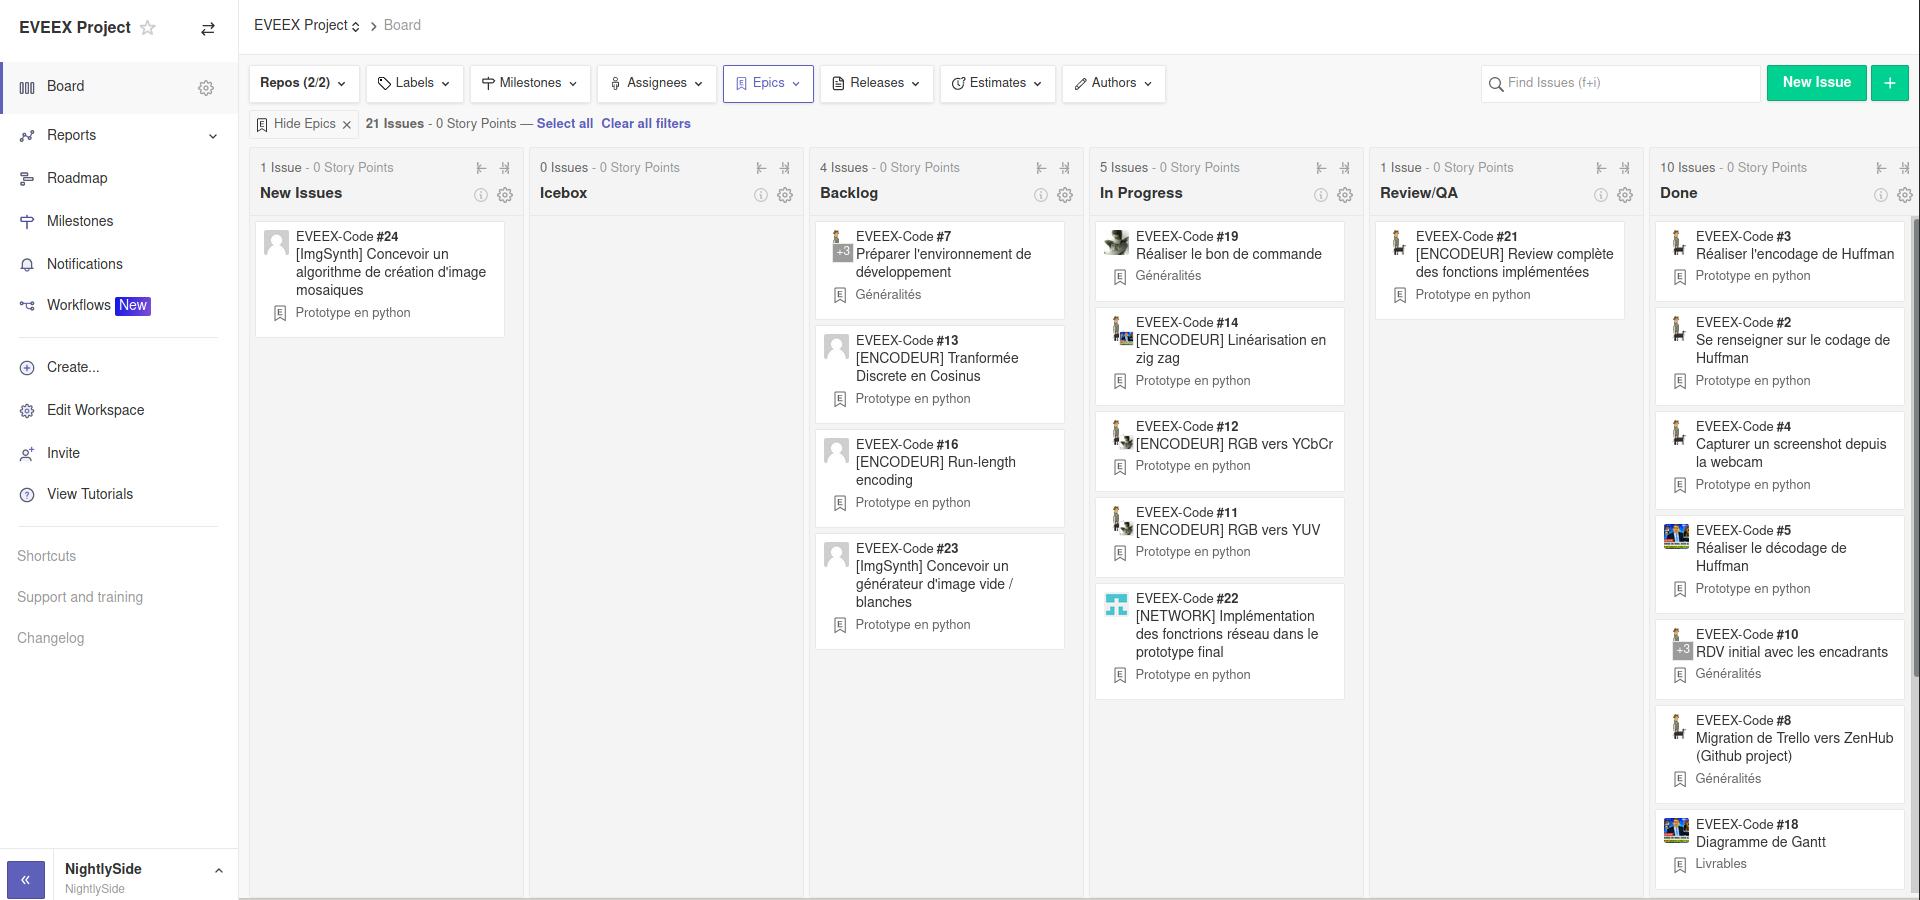 EVEEX Project
Board
Reports
Roadmap
Milestones
Notifications
Workflows New
Create...
Edit Workspace
Invite
View Tutorials
Shortcuts
Support and training
Changelog
NightlySide
NightlySide
EVEEX Project Board
Repos (2/2) Labels Milestones Assignees Epics Releases Estimates Authors Find Issues (f+i) New Issue +
Hide Epics 21 Issues - 0 Story Points — Select all Clear all filters
1 Issue - 0 Story Points
New Issues
EVEEX-Code #24
[ImgSynth] Concevoir un
algorithme de création d'image
mosaiques
Prototype en python
0 Issues - 0 Story Points
Icebox
4 Issues - 0 Story Points
Backlog
+3
EVEEX-Code #7
Préparer l'environnement de
développement
Généralités
EVEEX-Code #13
[ENCODEUR] Tranformée
Discrete en Cosinus
Prototype en python
EVEEX-Code #16
[ENCODEUR] Run-length
encoding
Prototype en python
EVEEX-Code #23
[ImgSynth] Concevoir un
générateur d'image vide /
blanches
Prototype en python
5 Issues - 0 Story Points
In Progress
EVEEX-Code #19
Réaliser le bon de commande
Généralités
EVEEX-Code #14
[ENCODEUR] Linéarisation en
zig zag
Prototype en python
EVEEX-Code #12
[ENCODEUR] RGB vers YCbCr
Prototype en python
EVEEX-Code #11
[ENCODEUR] RGB vers YUV
Prototype en python
EVEEX-Code #22
[NETWORK] Implémentation
des fonctrions réseau dans le
prototype final
Prototype en python
1 Issue - 0 Story Points
Review/QA
EVEEX-Code #21
[ENCODEUR] Review complète
des fonctions implémentées
Prototype en python
10 Issues - 0 Story Points
Done
EVEEX-Code #3
Réaliser l'encodage de Huffman
Prototype en python
EVEEX-Code #2
Se renseigner sur le codage de
Huffman
Prototype en python
EVEEX-Code #4
Capturer un screenshot depuis
la webcam
Prototype en python
EVEEX-Code #5
Réaliser le décodage de
Huffman
Prototype en python
+3
EVEEX-Code #10
RDV initial avec les encadrants
Généralités
EVEEX-Code #8
Migration de Trello vers ZenHub
(Github project)
Généralités
EVEEX-Code #18
Diagramme de Gantt
Livrables